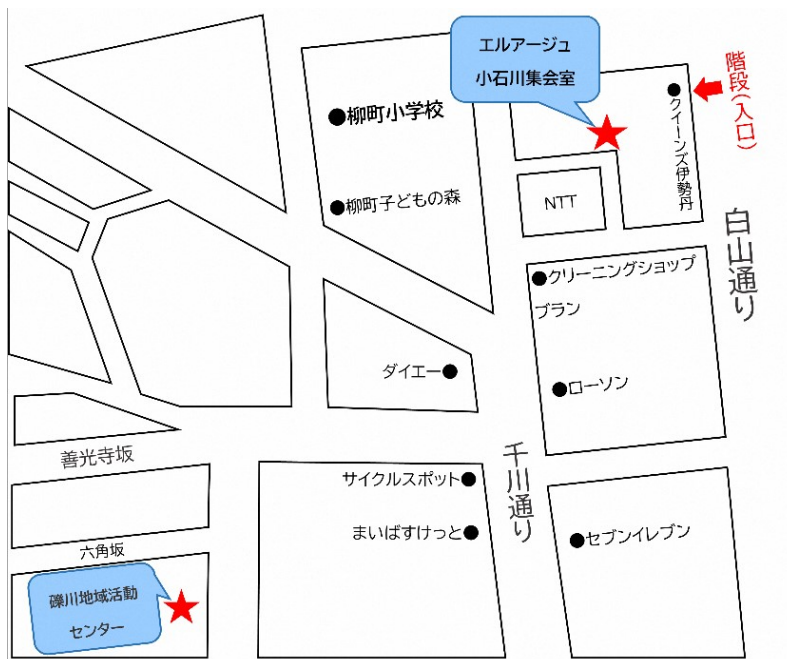 エルアージュ
小石川集会室
階段(入口)
柳町小学校
クイーンズ伊勢丹
柳町子どもの森
NTT
白山通り
クリーニングショップ
ブラン
ダイエー
ローソン
善光寺坂
千川通り
サイクルスポット
まいばすけっと
セブンイレブン
六角坂
礫川地域活動
センター